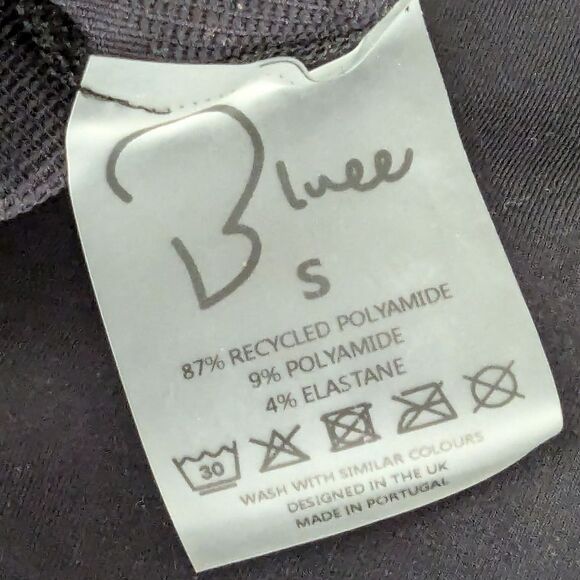 Bluee
S
87% RECYCLED POLYAMIDE
9% POLYAMIDE
4% ELASTANE
30
WASH WITH SIMILAR COLOURS
DESIGNED IN THE UK
MADE IN PORTUGAL